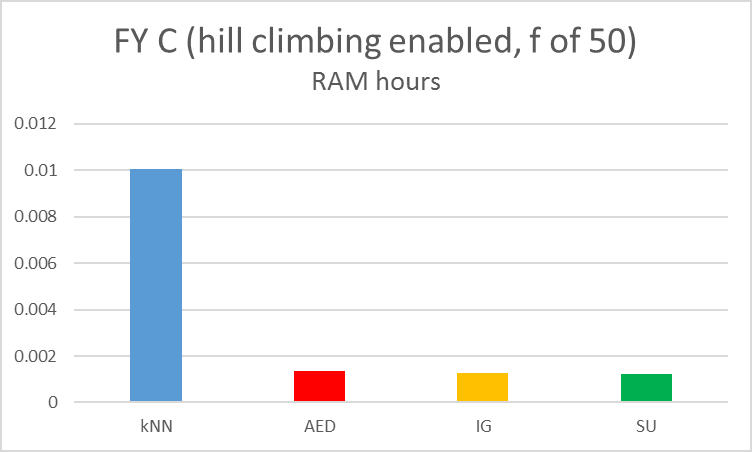 FY C (hill climbing enabled, f of 50)
RAM hours
0.012
0.01
0.008
0.006
0.004
0.002
0
kNN AED IG SU